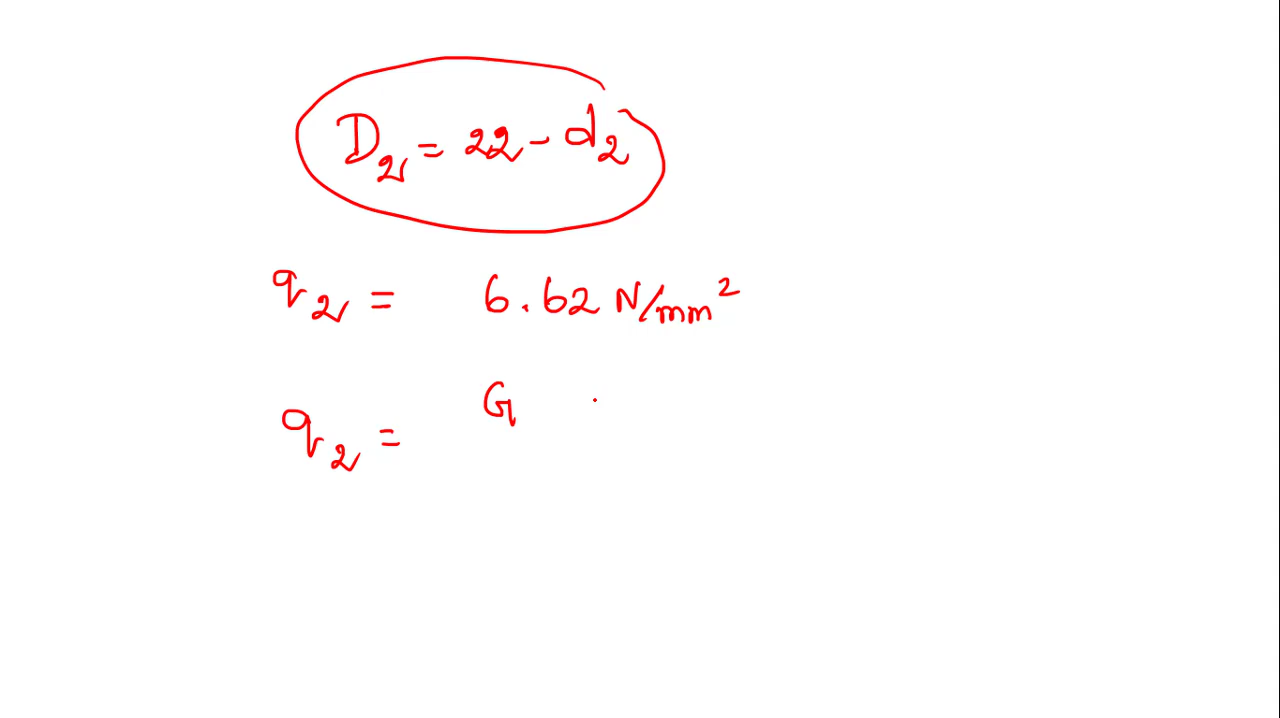 D₂ = 22 - d₂
q₂ = 6.62 N/mm²
q₂ = G